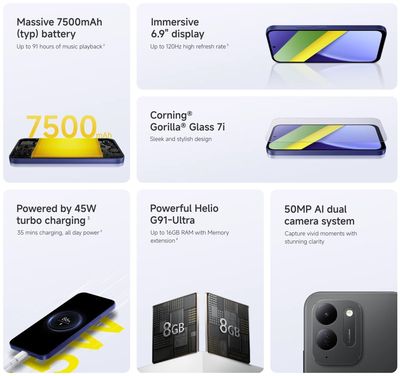 Massive 7500mAh
(typ) battery
Up to 91 hours of music playback¹
7500mAh
Immersive
6.9" display
Up to 120Hz high refresh rate
Corning®
Gorilla® Glass 7i
Sleek and stylish design
Powered by 45W
turbo charging
35 mins charging, all day power
Powerful Helio
G91-Ultra
Up to 16GB RAM with Memory
extension
8GB
8GB
50MP AI dual
camera system
Capture vivid moments with
stunning clarity